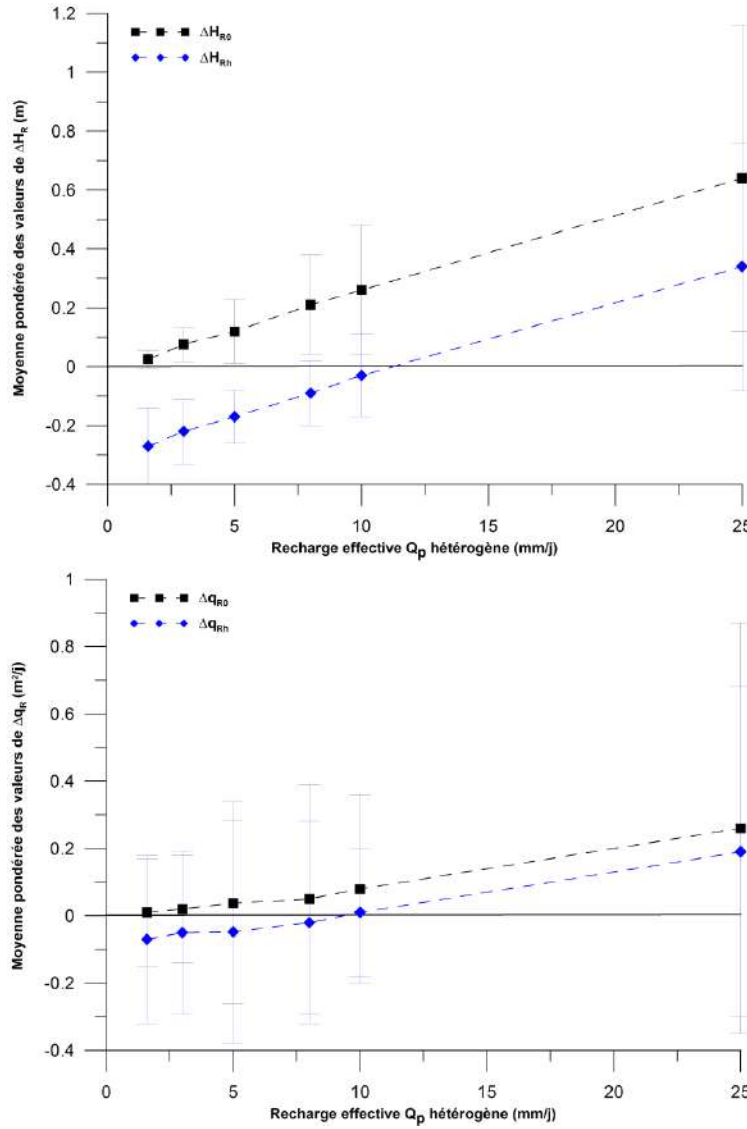 1.2
ΔH_R0
ΔH_Rh
1
0.8
0.6
0.4
0.2
0
-0.2
-0.4
Moyenne pondérée des valeurs de ΔH_R (m)
0 5 10 15 20 25
Recharge effective Q_p hétérogène (mm/j)
1
Δq_R0
Δq_Rh
0.8
0.6
0.4
0.2
0
-0.2
-0.4
Moyenne pondérée des valeurs de Δq_R (m²/j)
0 5 10 15 20 25
Recharge effective Q_p hétérogène (mm/j)